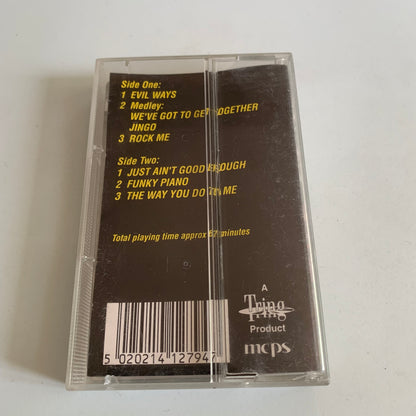 Side One:
1 EVIL WAYS
2 Medley:
WE'VE GOT TO GET TOGETHER
JINGO
3 ROCK ME
Side Two:
1 JUST AIN'T GOOD ENOUGH
2 FUNKY PIANO
3 THE WAY YOU DO TO ME
Total playing time approx 67 minutes
A
Tring
Product
mcps
5 020214 127947